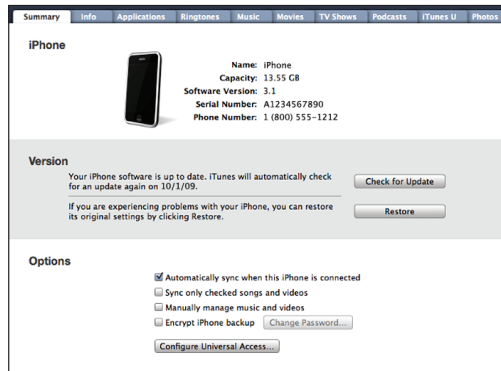 Summary Info Applications Ringtones Music Movies TV Shows Podcasts iTunes U Photos
iPhone
Name: iPhone
Capacity: 13.55 GB
Software Version: 3.1
Serial Number: A1234567890
Phone Number: 1 (800) 555-1212
Version
Your iPhone software is up to date. iTunes will automatically check
for an update again on 10/1/09.
Check for Update
If you are experiencing problems with your iPhone, you can restore
its original settings by clicking Restore.
Restore
Options
Automatically sync when this iPhone is connected
Sync only checked songs and videos
Manually manage music and videos
Encrypt iPhone backup Change Password...
Configure Universal Access...